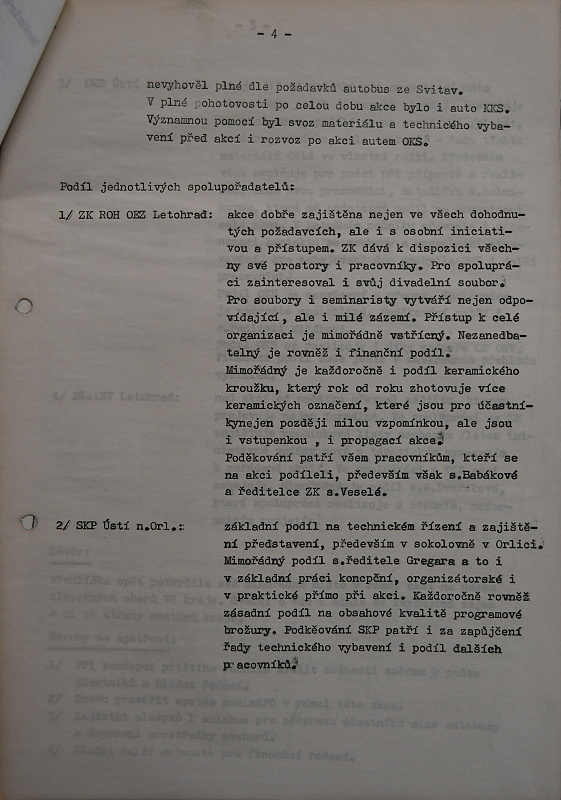 - 4 -
nevyhověl plné dle požadavků autobus ze Svitav.
V plné pohotovosti po celou dobu akce bylo i auto KKS.
Významnou pomocí byl svoz materiálu a technického vyba-
vení před akcí i rozvoz po akci autem OKS.
Podíl jednotlivých spolupořadatelů:
1/ ZK ROH OEZ Letohrad: akce dobře zajištěna nejen ve všech dohodnu-
tých požadavcích, ale i s osobní iniciati-
vou a přístupem. ZK dává k dispozici všech-
ny své prostory i pracovníky. Pro spoluprá-
ci zainteresoval i svůj divadelní soubor.
Pro soubory i seminaristy vytváří nejen odpo-
vídající, ale i milé zázemí. Přístup k celé
organizaci je mimořádně vstřícný. Nezanedba-
telný je rovněž i finanční podíl.
Mimořádný je každoročně i podíl keramického
kroužku, který rok od roku zhotovuje více
keramických označení, které jsou pro účastní-
kynejen později milou vzpomínkou, ale jsou
i vstupenkou , i propagací akce.
Poděkování patří všem pracovníkům, kteří se
na akci podíleli, především však s.Babákové
a ředitelce ZK s.Veselé.
2/ SKP Ústí n.Orl.: základní podíl na technickém řízení a zajiště-
ní představení, především v sokolovně v Orlici.
Mimořádný podíl s.ředitele Gregara a to i
v základní práci koncpční, organizátorské i
v praktické přímo při akci. Každoročně rovněž
zásadní podíl na obsahové kvalitě programové
brožury. Podkěování SKP patří i za zapůjčení
řady technického vybavení i podíl dalších
pracovníků.